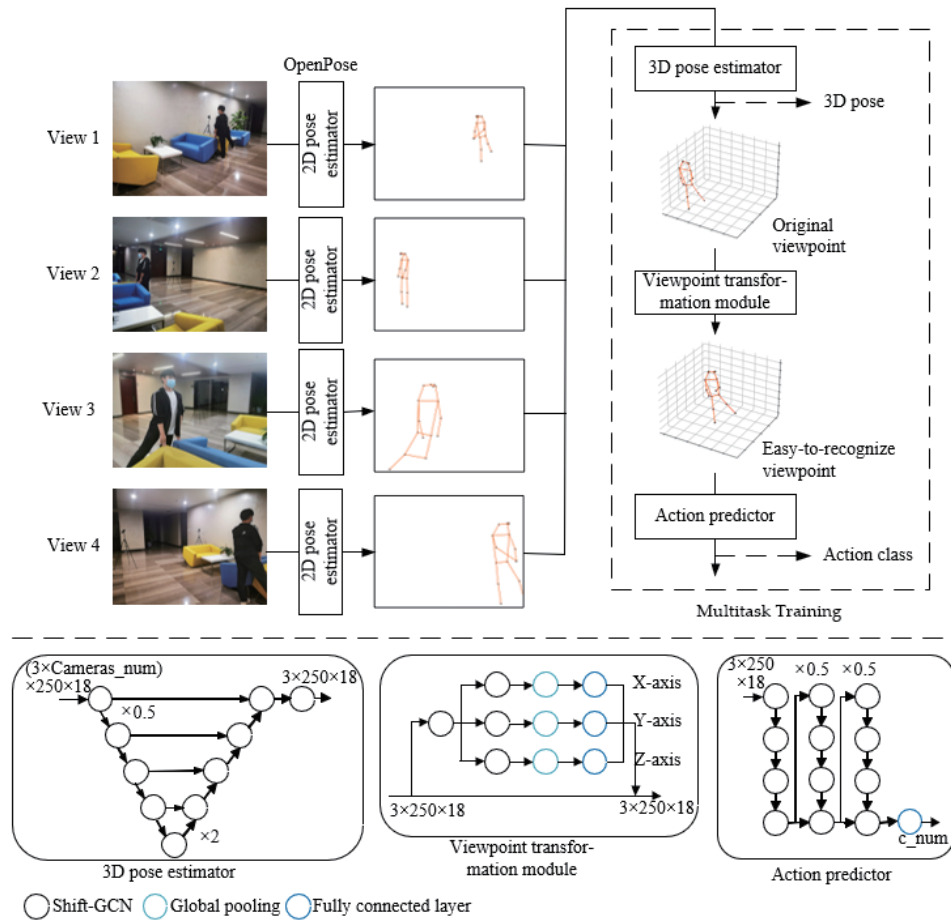 OpenPose
View 1
2D pose
estimator
View 2
2D pose
estimator
View 3
2D pose
estimator
View 4
2D pose
estimator
3D pose estimator
3D pose
Original
viewpoint
Viewpoint transfor-
mation module
Easy-to-recognize
viewpoint
Action predictor
Action class
Multitask Training
(3×Cameras_num)
×250×18
3×250×18
×0.5
×2
3D pose estimator
X-axis
Y-axis
Z-axis
3×250×18
3×250×18
Viewpoint transfor-
mation module
3×250
×18
×0.5
×0.5
c_num
Action predictor
Shift-GCN
Global pooling
Fully connected layer